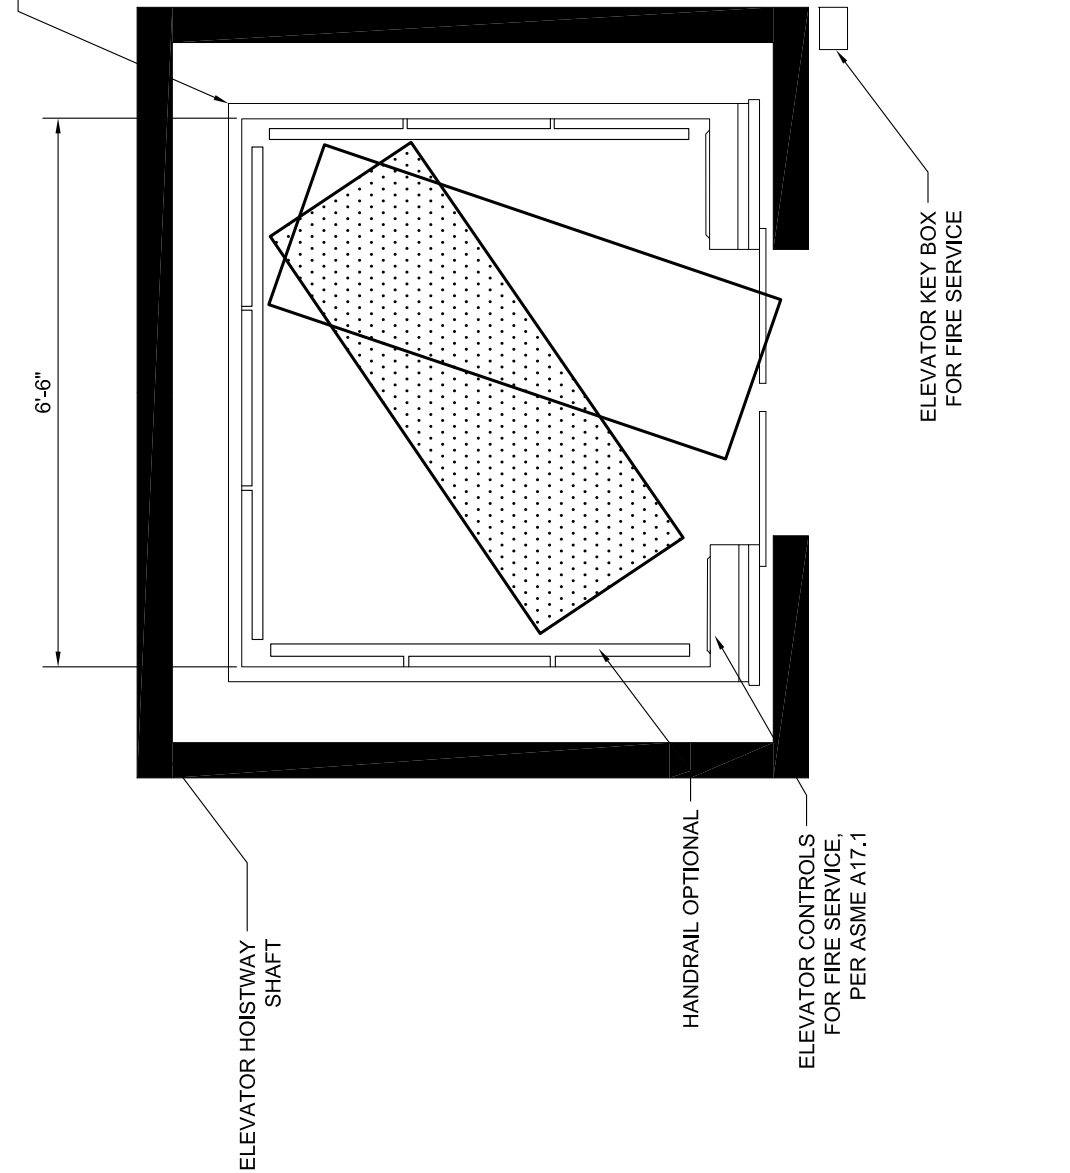 6'-6"
ELEVATOR HOISTWAY
SHAFT
HANDRAIL OPTIONAL
ELEVATOR CONTROLS
FOR FIRE SERVICE,
PER ASME A17.1
ELEVATOR KEY BOX
FOR FIRE SERVICE